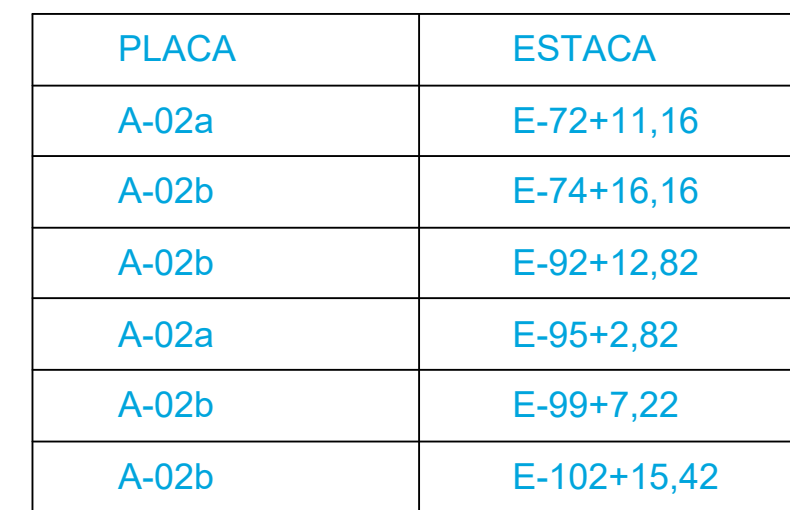 PLACA ESTACA
A-02a E-72+11,16
A-02b E-74+16,16
A-02b E-92+12,82
A-02a E-95+2,82
A-02b E-99+7,22
A-02b E-102+15,42